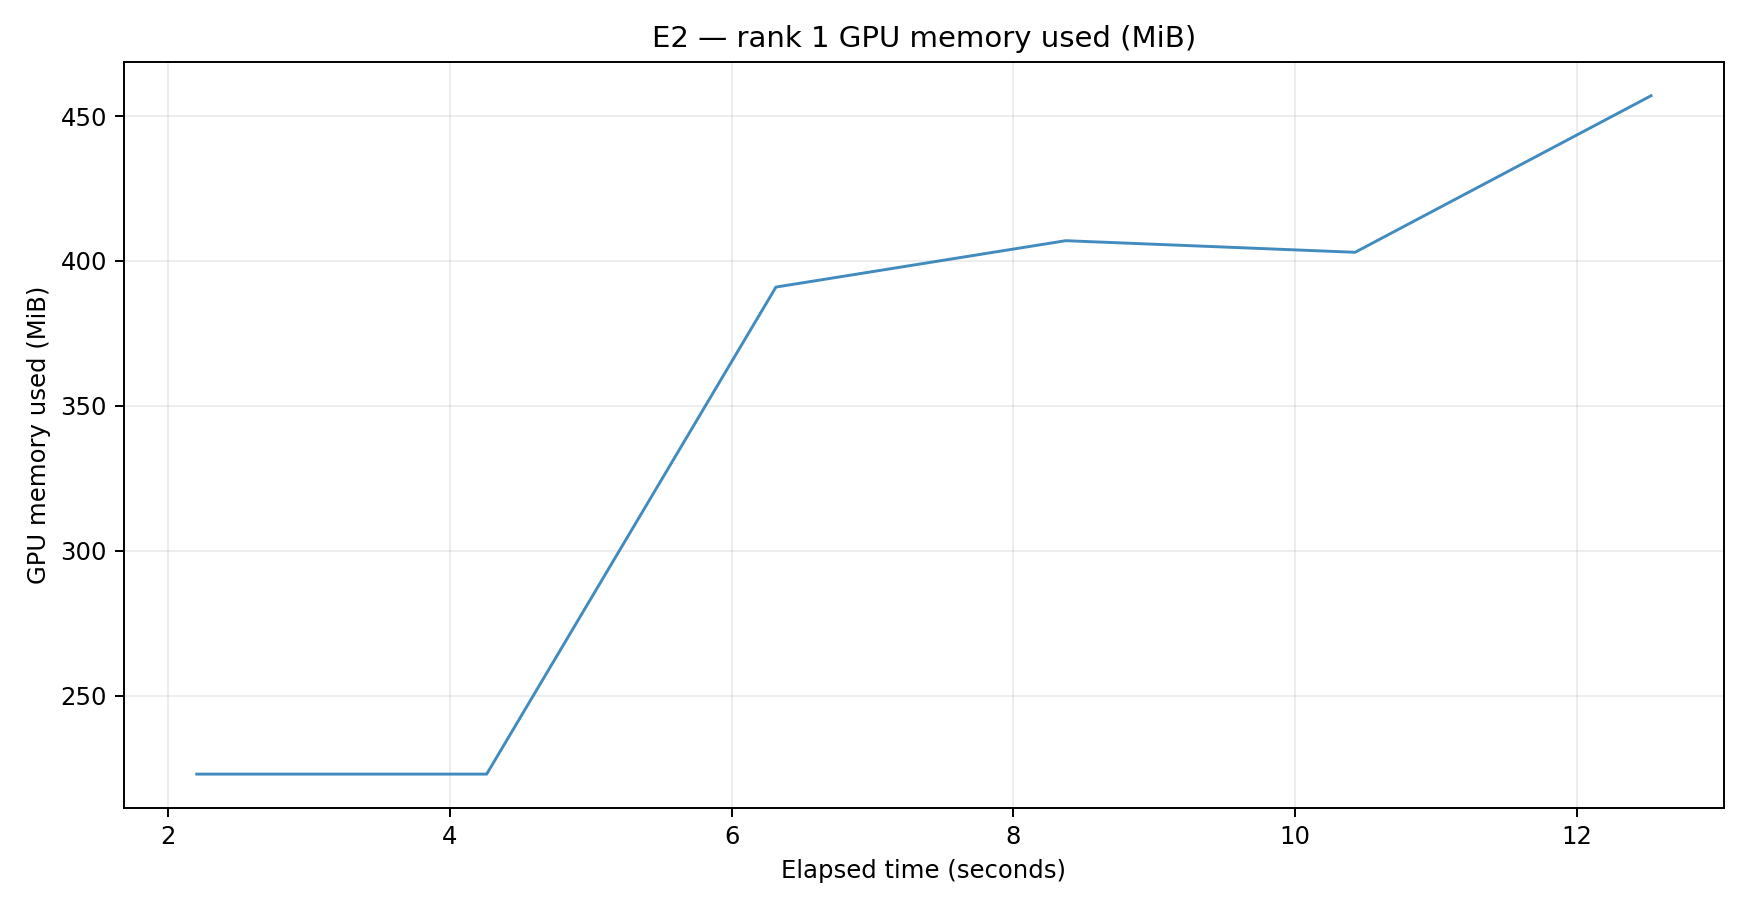 E2 — rank 1 GPU memory used (MiB)
GPU memory used (MiB)
450
400
350
300
250
2 4 6 8 10 12
Elapsed time (seconds)